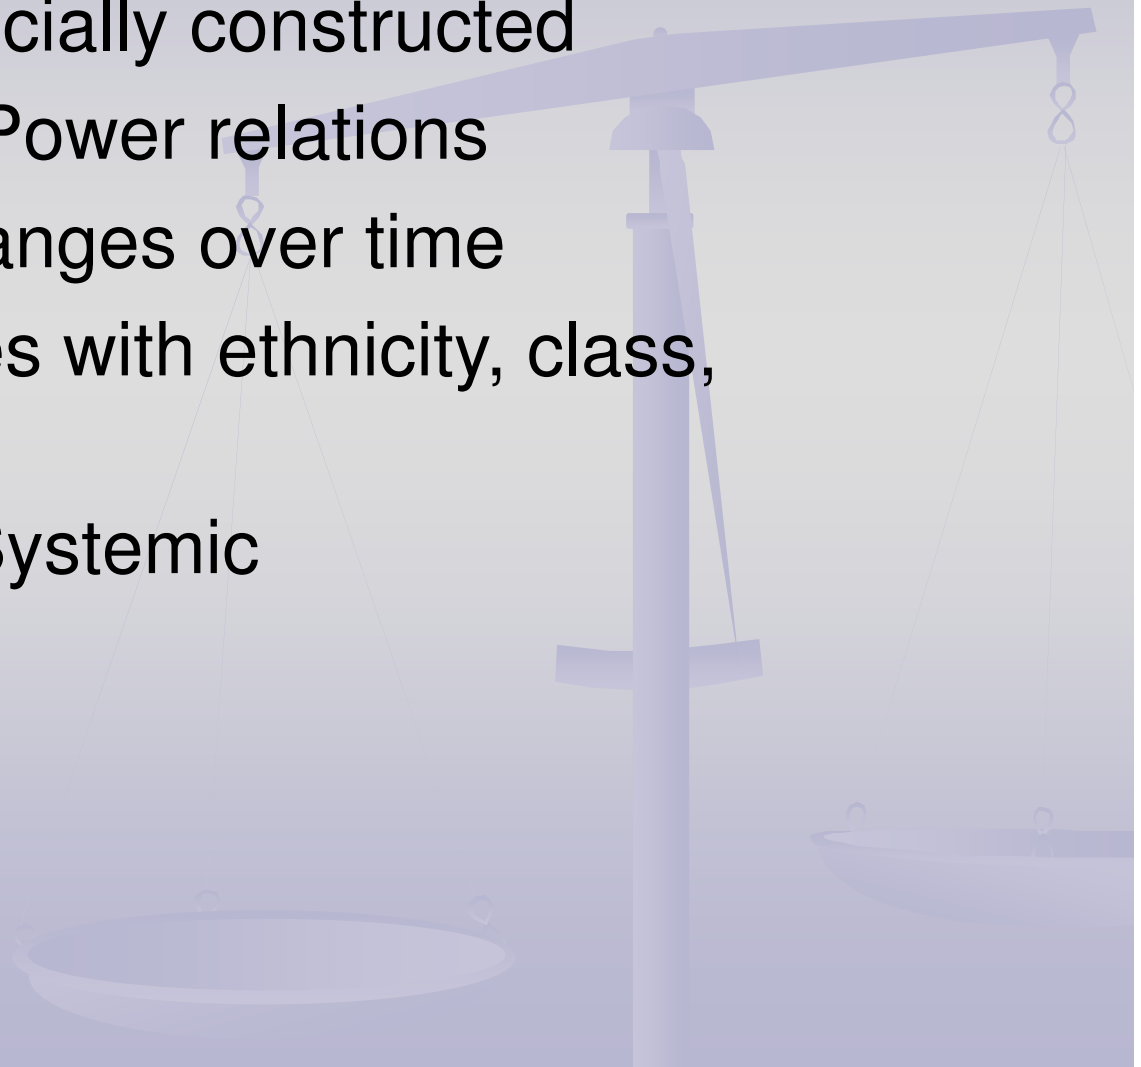 cially constructed
Power relations
anges over time
es with ethnicity, class,
Systemic